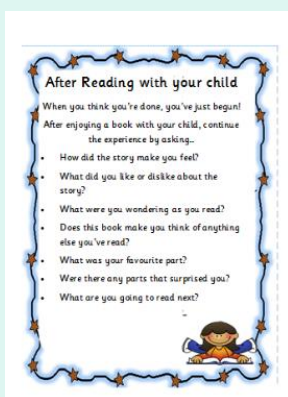 After Reading with your child
When you think you're done, you've just begun!
After enjoying a book with your child, continue
the experience by asking..
• How did the story make you feel?
• What did you like or dislike about the
story?
• What were you wondering as you read?
• Does this book make you think of anything
else you've read?
• What was your favourite part?
• Were there any parts that surprised you?
• What are you going to read next?